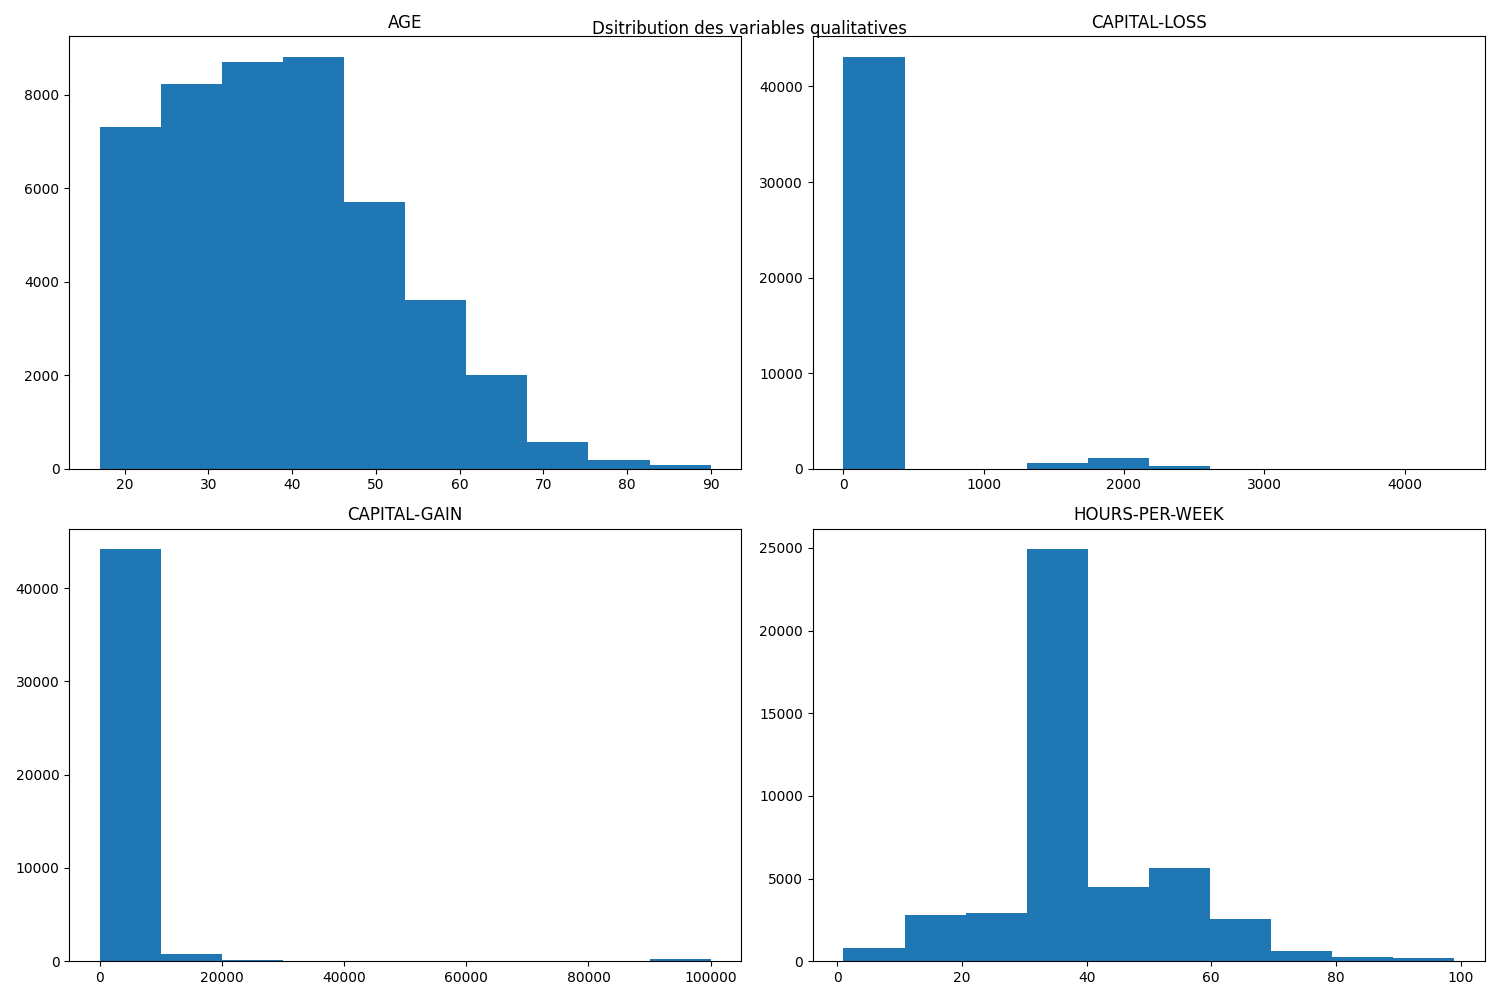 Dsitribution des variables qualitatives
AGE
8000
6000
4000
2000
0
20 30 40 50 60 70 80 90
CAPITAL-LOSS
40000
30000
20000
10000
0
0 1000 2000 3000 4000
CAPITAL-GAIN
40000
30000
20000
10000
0
0 20000 40000 60000 80000 100000
HOURS-PER-WEEK
25000
20000
15000
10000
5000
0
0 20 40 60 80 100